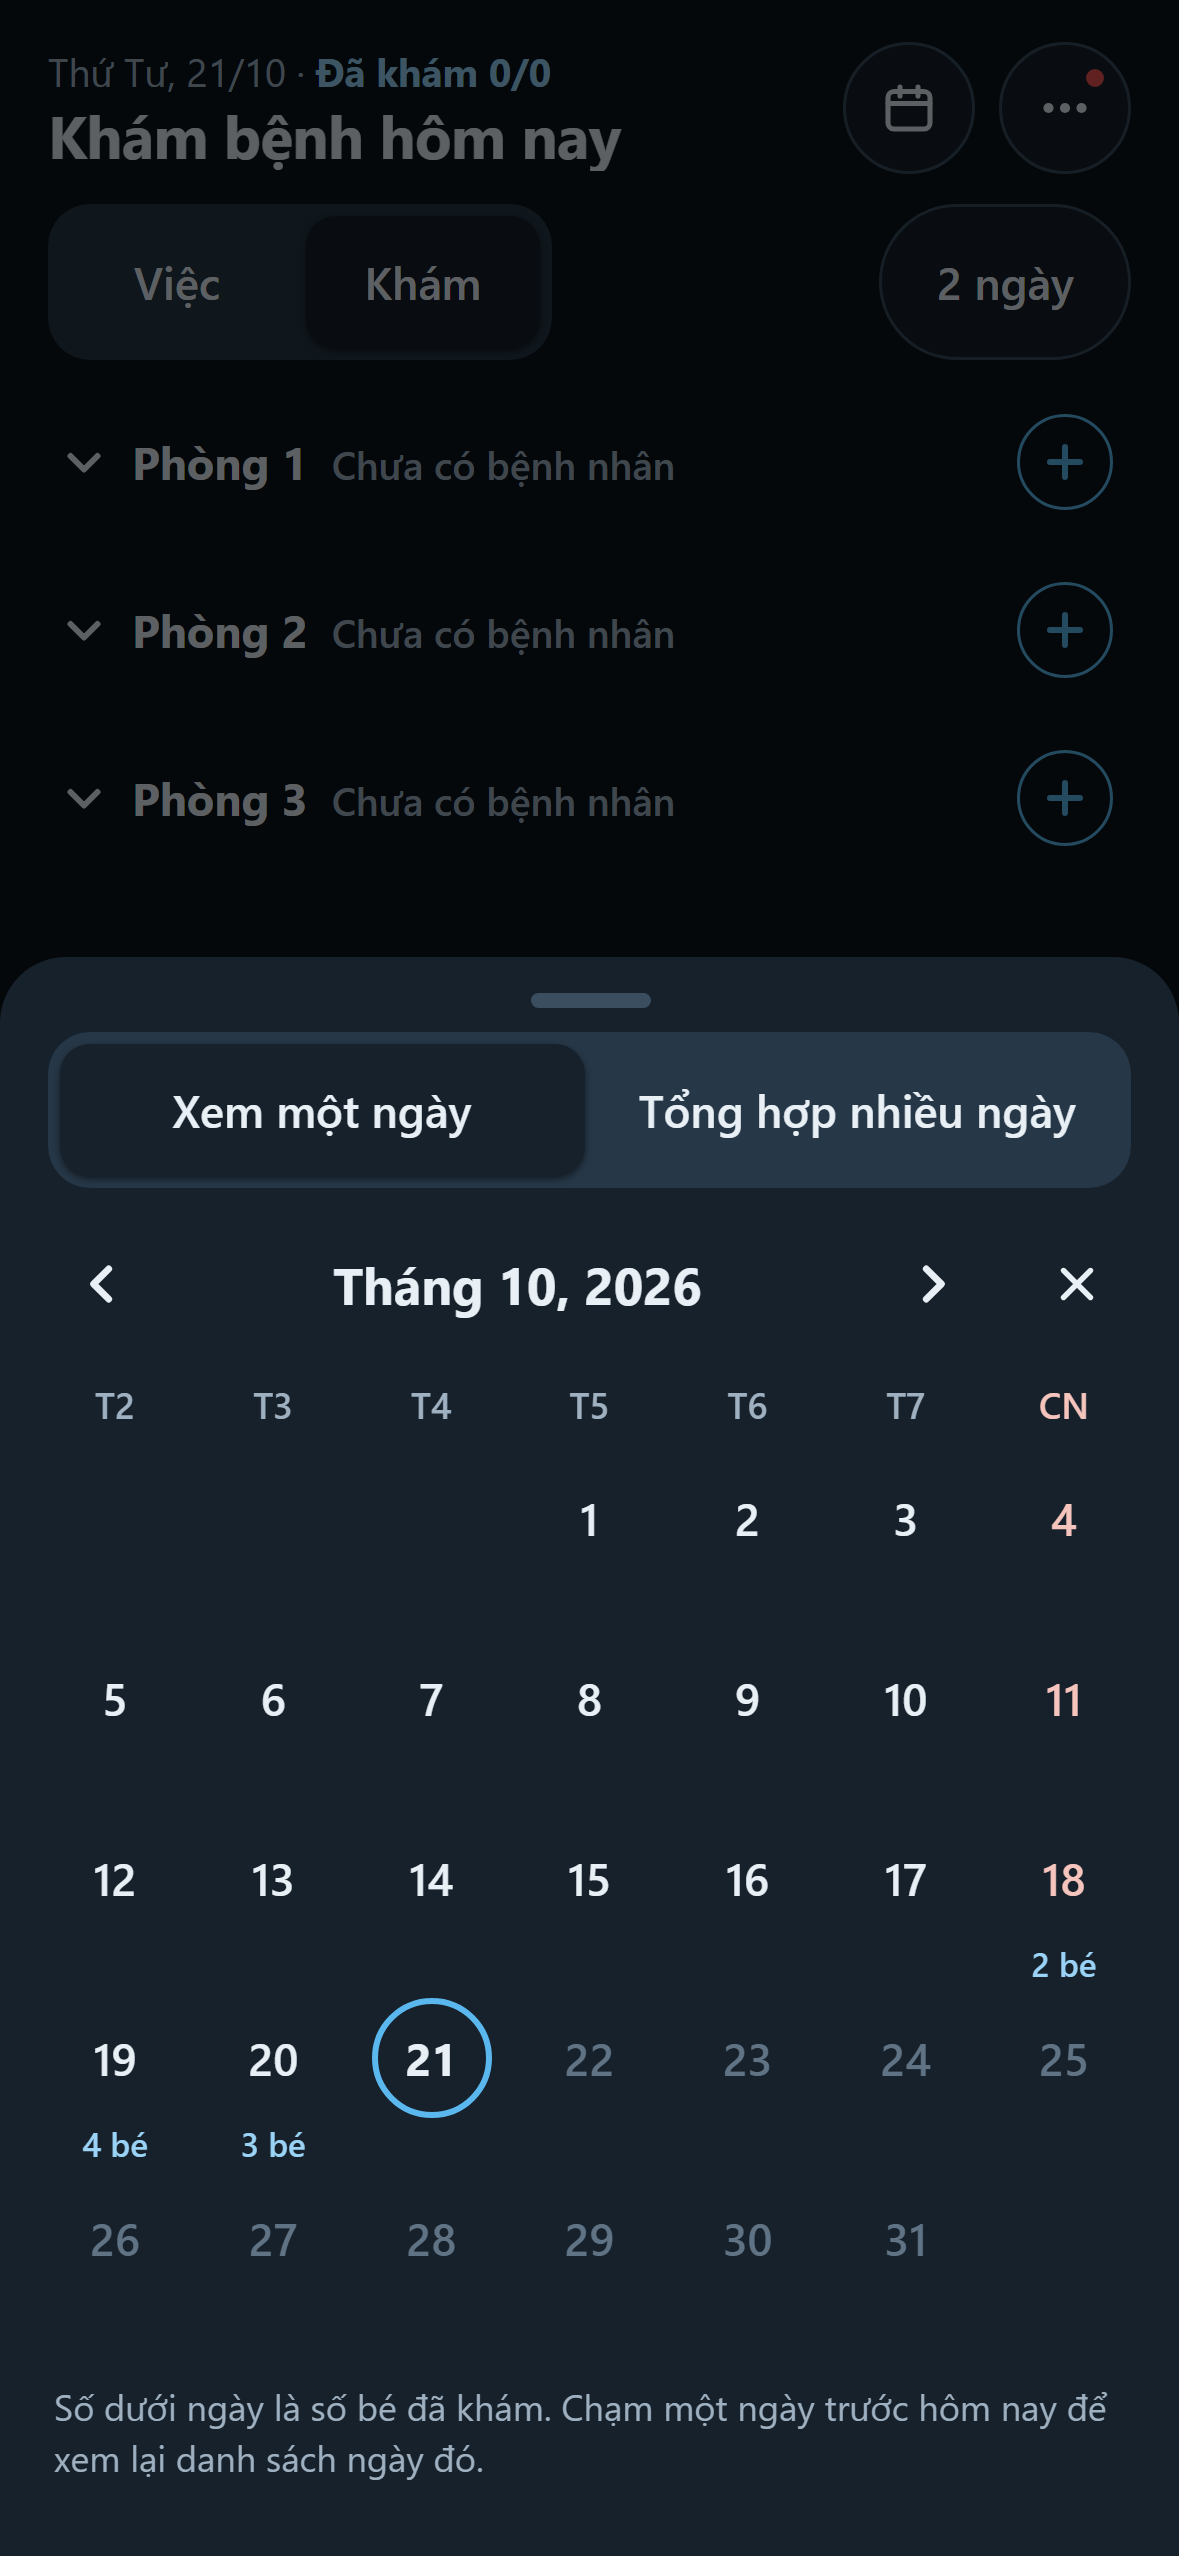 Thứ Tư, 21/10 · Đã khám 0/0
Khám bệnh hôm nay
Việc Khám 2 ngày
Phòng 1 Chưa có bệnh nhân
Phòng 2 Chưa có bệnh nhân
Phòng 3 Chưa có bệnh nhân
Xem một ngày Tổng hợp nhiều ngày
Tháng 10, 2026
T2 T3 T4 T5 T6 T7 CN
1 2 3 4
5 6 7 8 9 10 11
12 13 14 15 16 17 18
2 bé
19 20 21 22 23 24 25
4 bé 3 bé
26 27 28 29 30 31
Số dưới ngày là số bé đã khám. Chạm một ngày trước hôm nay để
xem lại danh sách ngày đó.